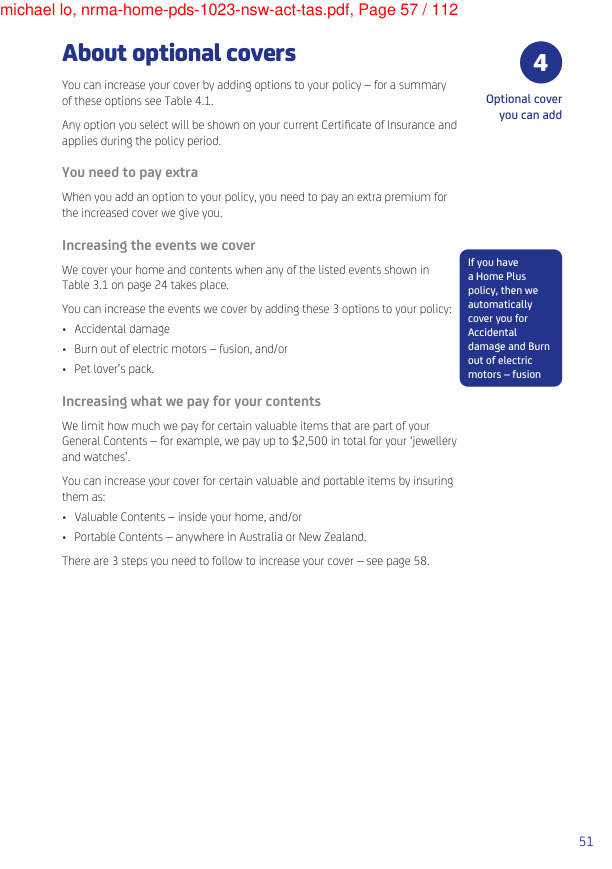 michael lo, nrma-home-pds-1023-nsw-act-tas.pdf, Page 57 / 112
About optional covers
4
Optional cover
you can add
You can increase your cover by adding options to your policy – for a summary
of these options see Table 4.1.
Any option you select will be shown on your current Certificate of Insurance and
applies during the policy period.
You need to pay extra
When you add an option to your policy, you need to pay an extra premium for
the increased cover we give you.
Increasing the events we cover
We cover your home and contents when any of the listed events shown in
Table 3.1 on page 24 takes place.
You can increase the events we cover by adding these 3 options to your policy:
• Accidental damage
• Burn out of electric motors – fusion, and/or
• Pet lover's pack.
If you have
a Home Plus
policy, then we
automatically
cover you for
Accidental
damage and Burn
out of electric
motors – fusion
Increasing what we pay for your contents
We limit how much we pay for certain valuable items that are part of your
General Contents – for example, we pay up to $2,500 in total for your 'jewellery
and watches'.
You can increase your cover for certain valuable and portable items by insuring
them as:
• Valuable Contents – inside your home, and/or
• Portable Contents – anywhere in Australia or New Zealand.
There are 3 steps you need to follow to increase your cover – see page 58.
51